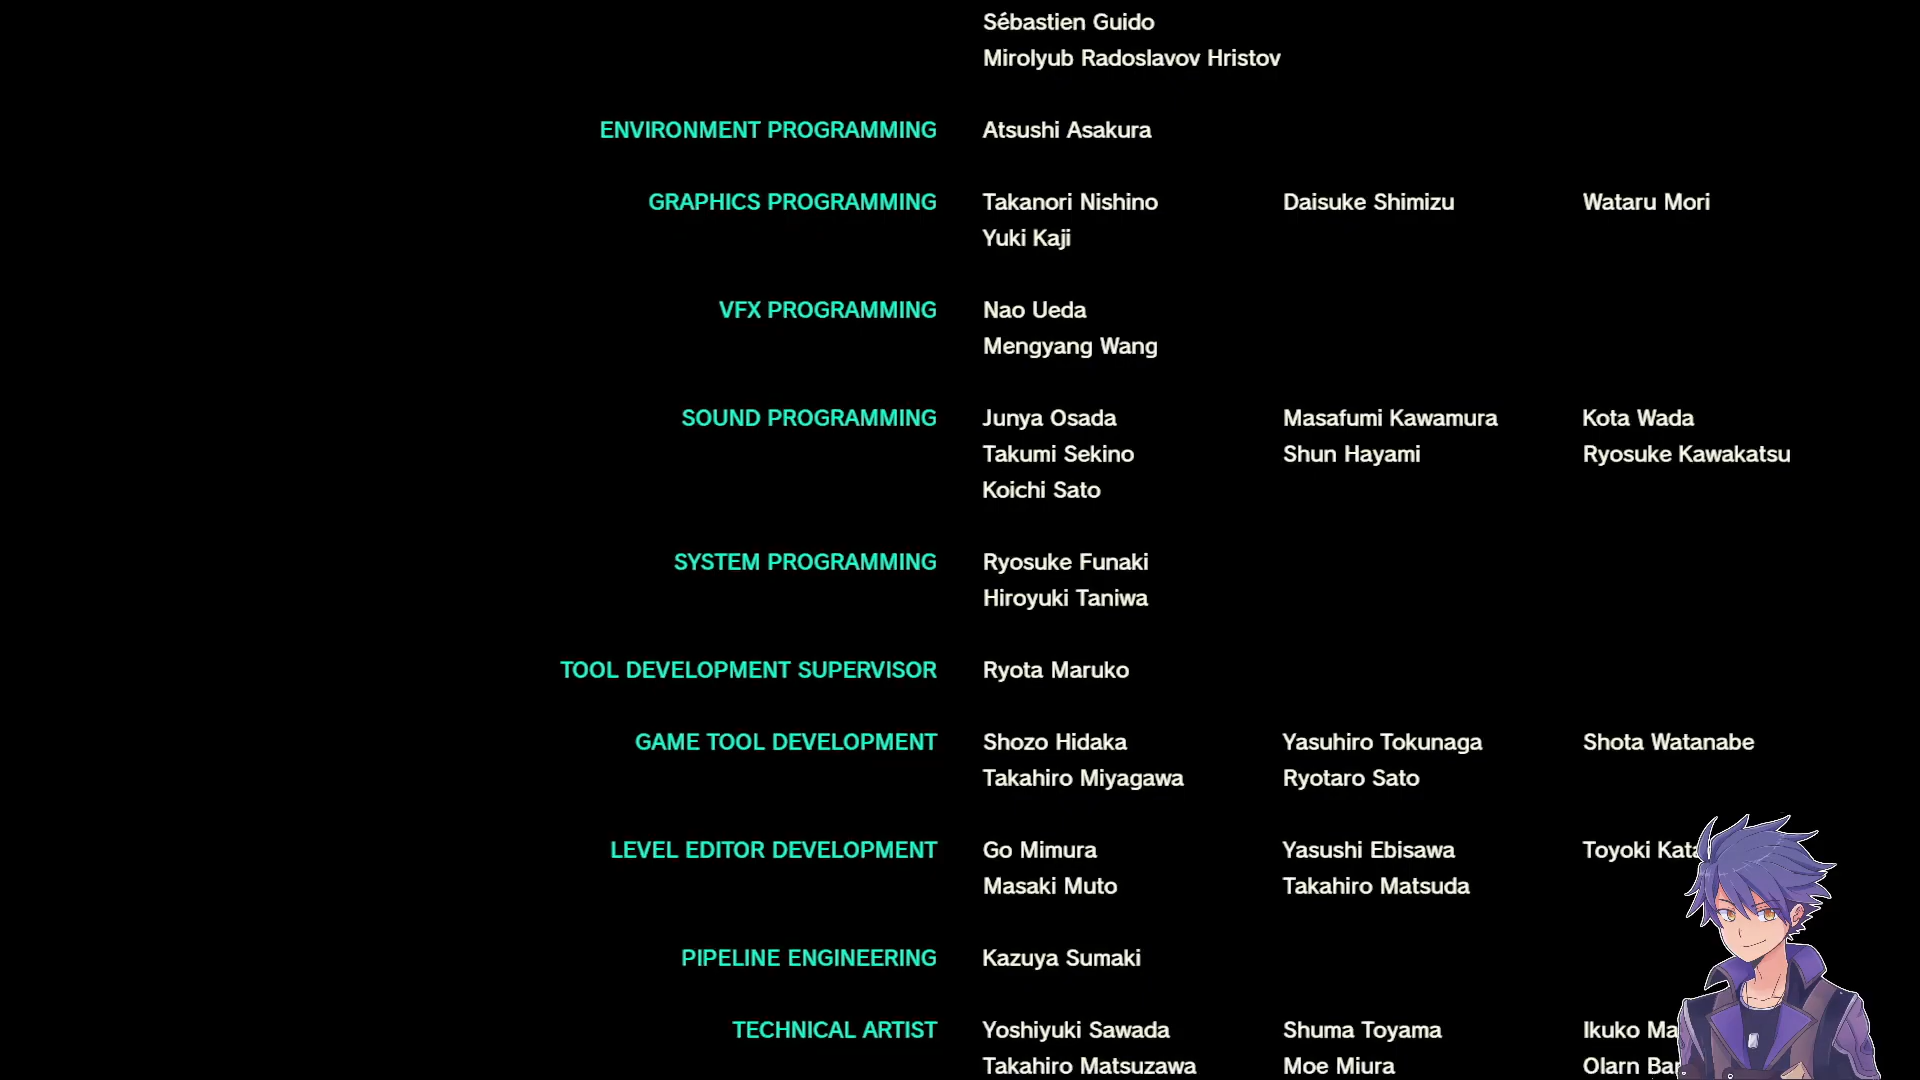 Sébastien Guido
Mirolyub Radoslavov Hristov
ENVIRONMENT PROGRAMMING Atsushi Asakura
GRAPHICS PROGRAMMING Takanori Nishino Daisuke Shimizu Wataru Mori
Yuki Kaji
VFX PROGRAMMING Nao Ueda
Mengyang Wang
SOUND PROGRAMMING Junya Osada Masafumi Kawamura Kota Wada
Takumi Sekino Shun Hayami Ryosuke Kawakatsu
Koichi Sato
SYSTEM PROGRAMMING Ryosuke Funaki
Hiroyuki Taniwa
TOOL DEVELOPMENT SUPERVISOR Ryota Maruko
GAME TOOL DEVELOPMENT Shozo Hidaka Yasuhiro Tokunaga Shota Watanabe
Takahiro Miyagawa Ryotaro Sato
LEVEL EDITOR DEVELOPMENT Go Mimura Yasushi Ebisawa Toyoki
Masaki Muto Takahiro Matsuda
PIPELINE ENGINEERING Kazuya Sumaki
TECHNICAL ARTIST Yoshiyuki Sawada Shuma Toyama Ikuko
Takahiro Matsuzawa Moe Miura Olarn